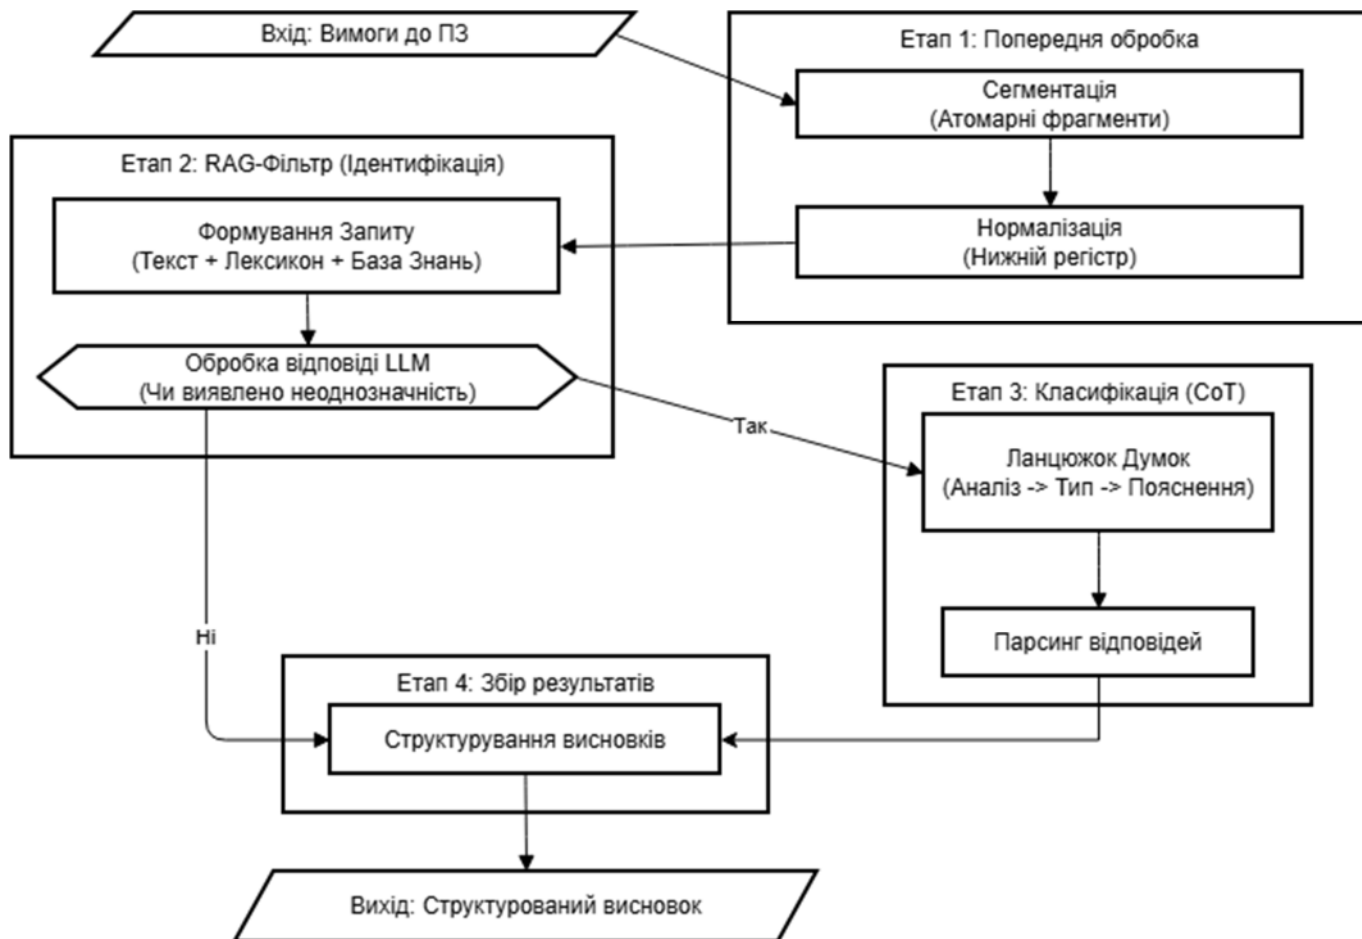 Вхід: Вимоги до ПЗ
Етап 1: Попередня обробка
Сегментація
(Атомарні фрагменти)
Нормалізація
(Нижній регістр)
Етап 2: RAG-Фільтр (Ідентифікація)
Формування Запиту
(Текст + Лексикон + База Знань)
Обробка відповіді LLM
(Чи виявлено неоднозначність)
Так
Ні
Етап 3: Класифікація (CoT)
Ланцюжок Думок
(Аналіз -> Тип -> Пояснення)
Парсинг відповідей
Етап 4: Збір результатів
Структурування висновків
Вихід: Структурований висновок